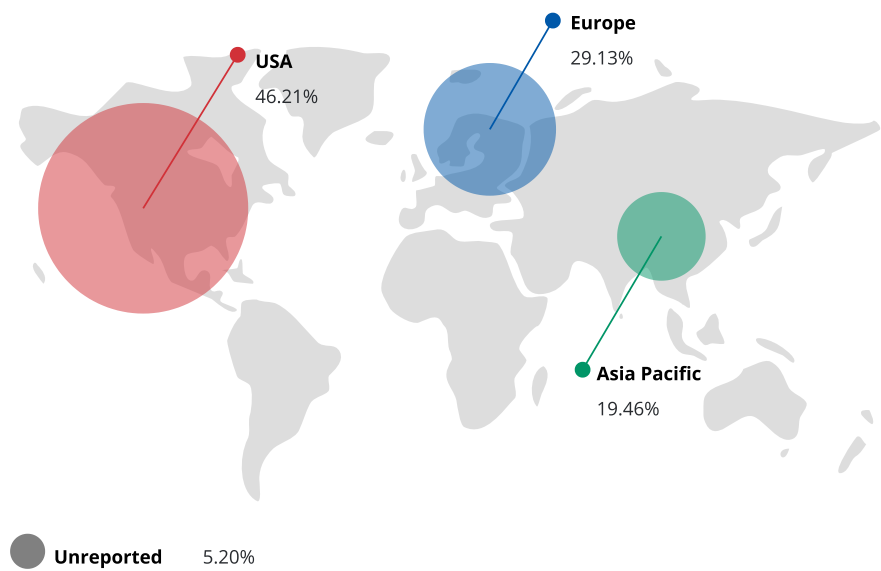 Europe
29.13%
USA
46.21%
Asia Pacific
19.46%
Unreported 5.20%